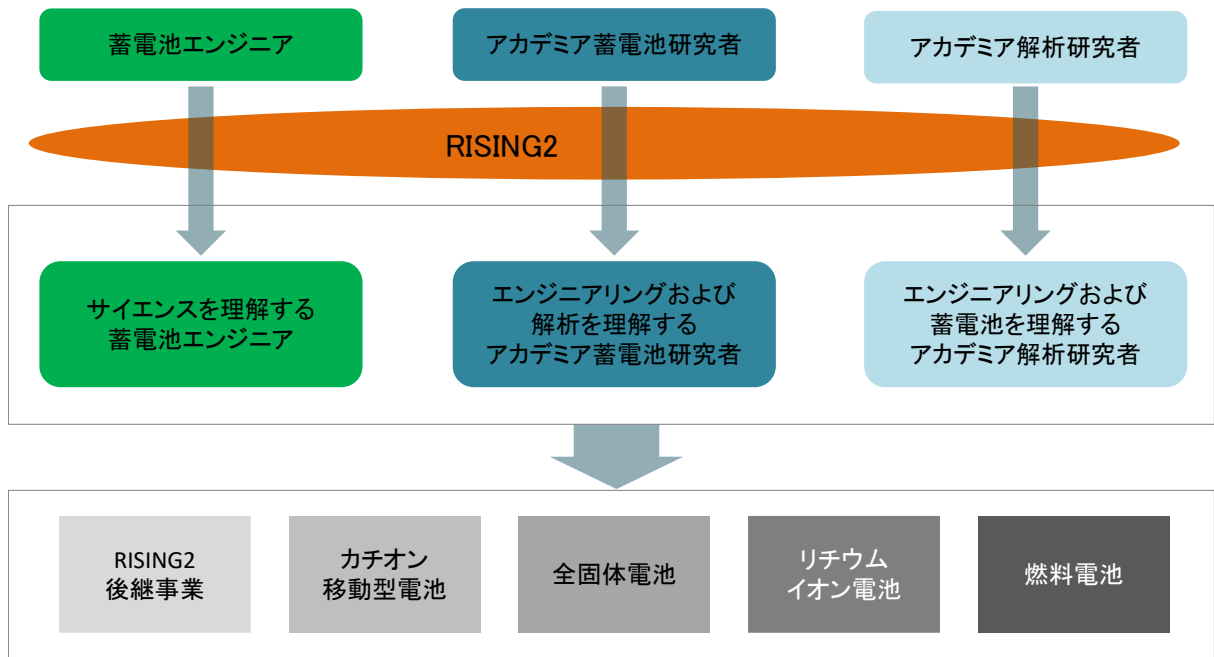 蓄電池エンジニア
アカデミア蓄電池研究者
アカデミア解析研究者
RISING2
サイエンスを理解する
蓄電池エンジニア
エンジニアリングおよび
解析を理解する
アカデミア蓄電池研究者
エンジニアリングおよび
蓄電池を理解する
アカデミア解析研究者
RISING2
後継事業
カチオン
移動型電池
全固体電池
リチウム
イオン電池
燃料電池